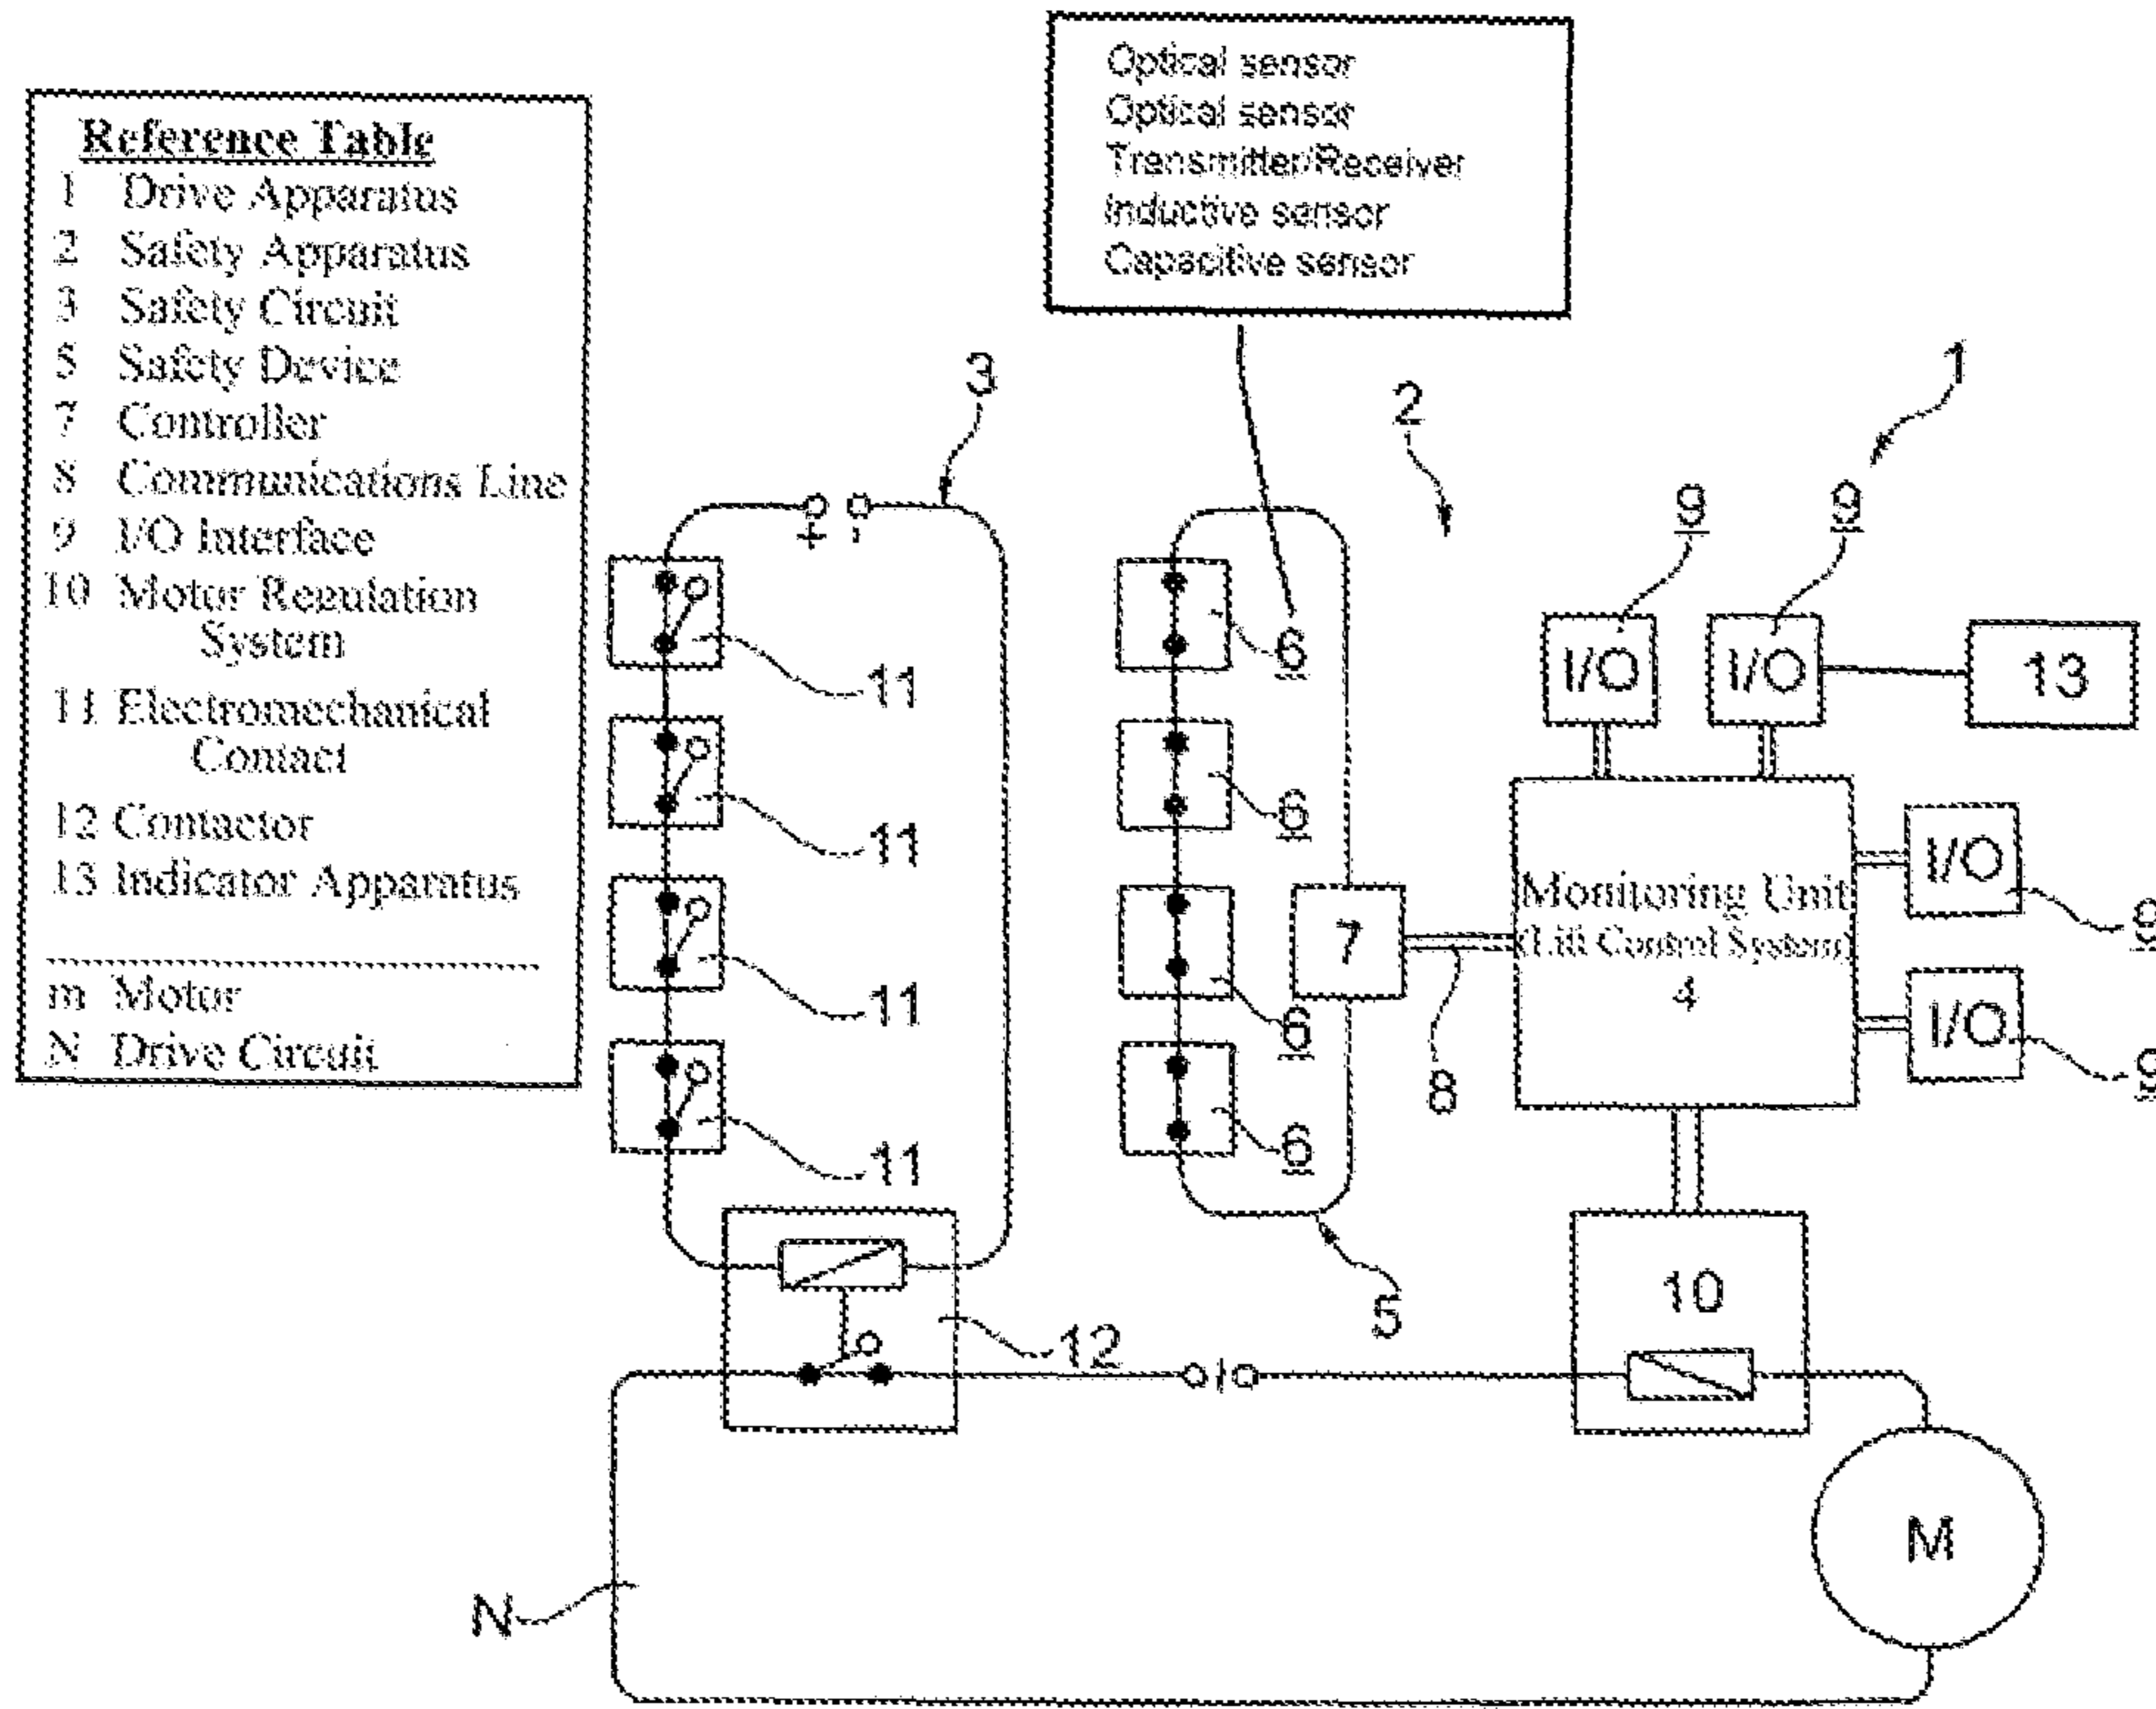 Reference Table
1 Drive Apparatus
2 Safety Apparatus
3 Safety Circuit
5 Safety Device
7 Controller
8 Communications Line
9 I/O Interface
10 Motor Regulation
System
11 Electromechanical
Contact
12 Contactor
13 Indicator Apparatus
m Motor
N Drive Circuit
Optical sensor
Optical sensor
Transmitter/Receiver
Inductive sensor
Capacitive sensor
3
2
1
9
9
+ -
I/O
I/O
13
11
6
11
6
I/O
9
7
Monitoring Unit
(Lift Control System)
4
11
6
8
I/O
9
11
6
5
10
12
M
N